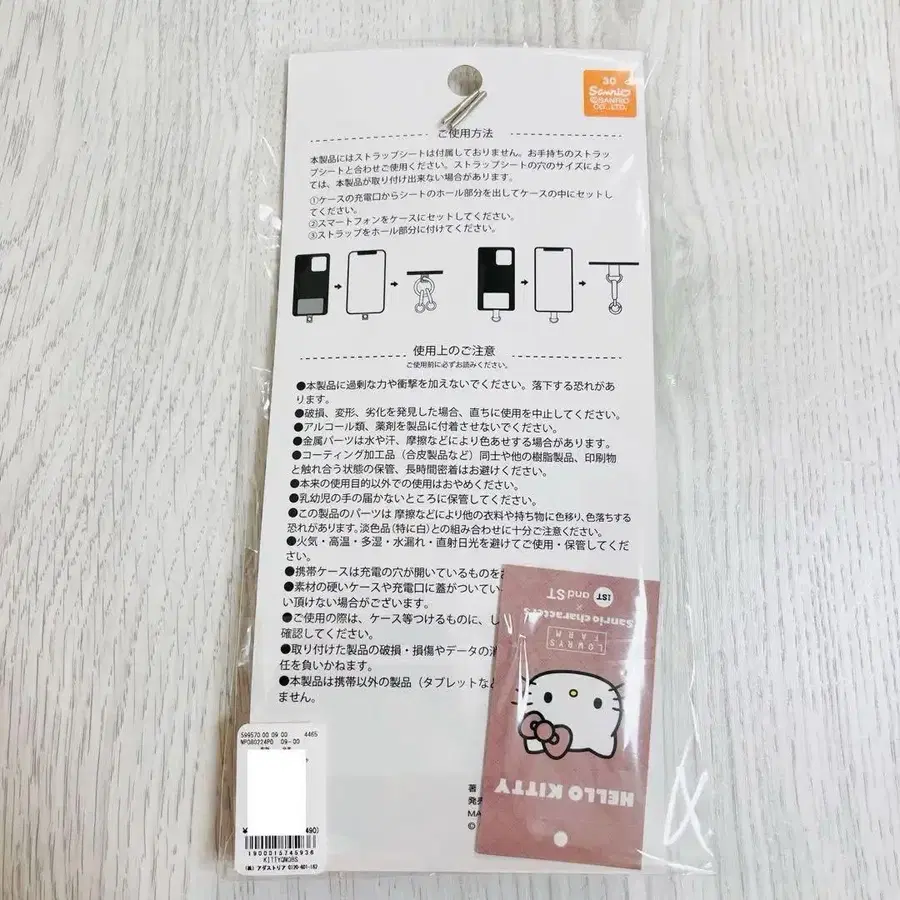 30
Sanrio
©SANRIO
CO.,LTD.
ご使用方法
本製品にはストラップシートは付属しておりません。お手持ちのストラッ
プシートと合わせご使用ください。ストラップシートの穴のサイズによっ
ては、本製品が取り付け出来ない場合があります。
①ケースの充電口からシートのホール部分を出してケースの中にセットし
てください。
②スマートフォンをケースにセットしてください。
③ストラップをホール部分に付けてください。
使用上のご注意
ご使用前に必ずお読みください。
●本製品に過剰な力や衝撃を加えないでください。落下する恐れがあ
ります。
●破損、変形、劣化を発見した場合、直ちに使用を中止してください。
●アルコール類、薬剤を製品に付着させないでください。
●金属パーツは水や汗、摩擦などにより色あせする場合があります。
●コーティング加工品（合皮製品など）同士や他の樹脂製品、印刷物
と触れ合う状態の保管、長時間密着はお避けください。
●本来の使用目的以外での使用はおやめください。
●乳幼児の手の届かないところに保管してください。
●この製品のパーツは 摩擦などにより他の衣料や持ち物に色移り、色落ちする
恐れがあります。淡色品（特に白）との組み合わせに十分ご注意ください。
●火気・高温・多湿・水漏れ・直射日光を避けてご使用・保管してくだ
さい。
●携帯ケースは充電の穴が開いているものをお
●素材の硬いケースや充電口に蓋がついてい
い頂けない場合がございます。
●ご使用の際は、ケース等つけるものに、し
確認してください。
●取り付けた製品の破損・損傷やデータの消
任を負いかねます。
●本製品は携帯以外の製品（タブレットなど
ません。
著
発売
MA
©
HELLO KITTY
LOWRYS
FARM
Sanrio characters
×
.1ST and ST
599570 00 09 00 4465
NP080224P0 09-00
¥ 490)
1900015745936
KITTYQNOBS
(株) アダストリア 0120-601-162